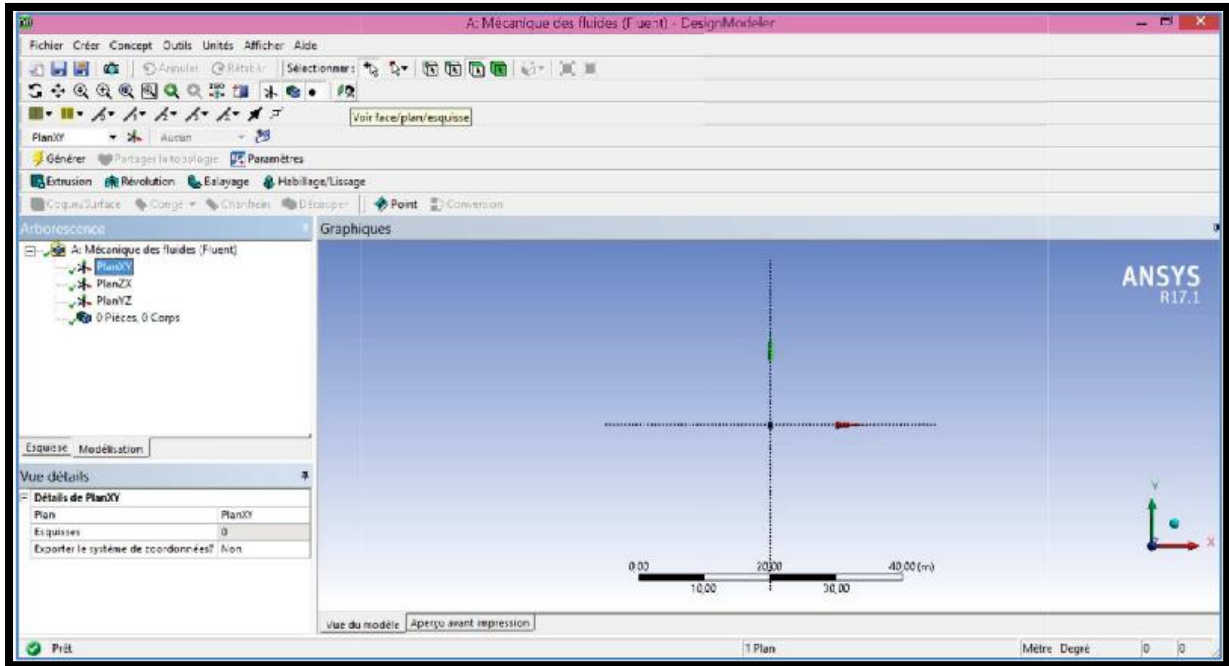 A: Mécanique des fluides (Fluent) - DesignModeler
Fichier Créer Concept Outils Unités Afficher Aide
Annuler Rétablir Sélectionner:
Voir face/plan/esquisse
PlanXY Aucun
Générer Partager la topologie Paramètres
Extrusion Révolution Balayage Habillage/Lissage
Coques/Surface Congé Chanfrein Découper Point Conversion
Arborescence
A: Mécanique des fluides (Fluent)
PlanXY
PlanZX
PlanYZ
0 Pièces, 0 Corps
Esquisse Modélisation
Vue détails
Détails de PlanXY
Plan PlanXY
Esquisses 0
Exporter le système de coordonnées? Non
Graphiques
ANSYS
R17.1
Y
X
0,00 20,00 40,00 (m)
10,00 30,00
Vue du modèle Aperçu avant impression
Prêt 1 Plan Mètre Degré 0 0